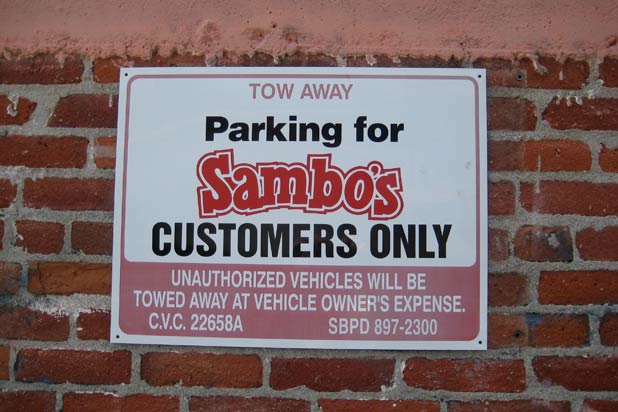 TOW AWAY
Parking for
Sambo's
CUSTOMERS ONLY
UNAUTHORIZED VEHICLES WILL BE
TOWED AWAY AT VEHICLE OWNER'S EXPENSE.
C.V.C. 22658A SBPD 897-2300